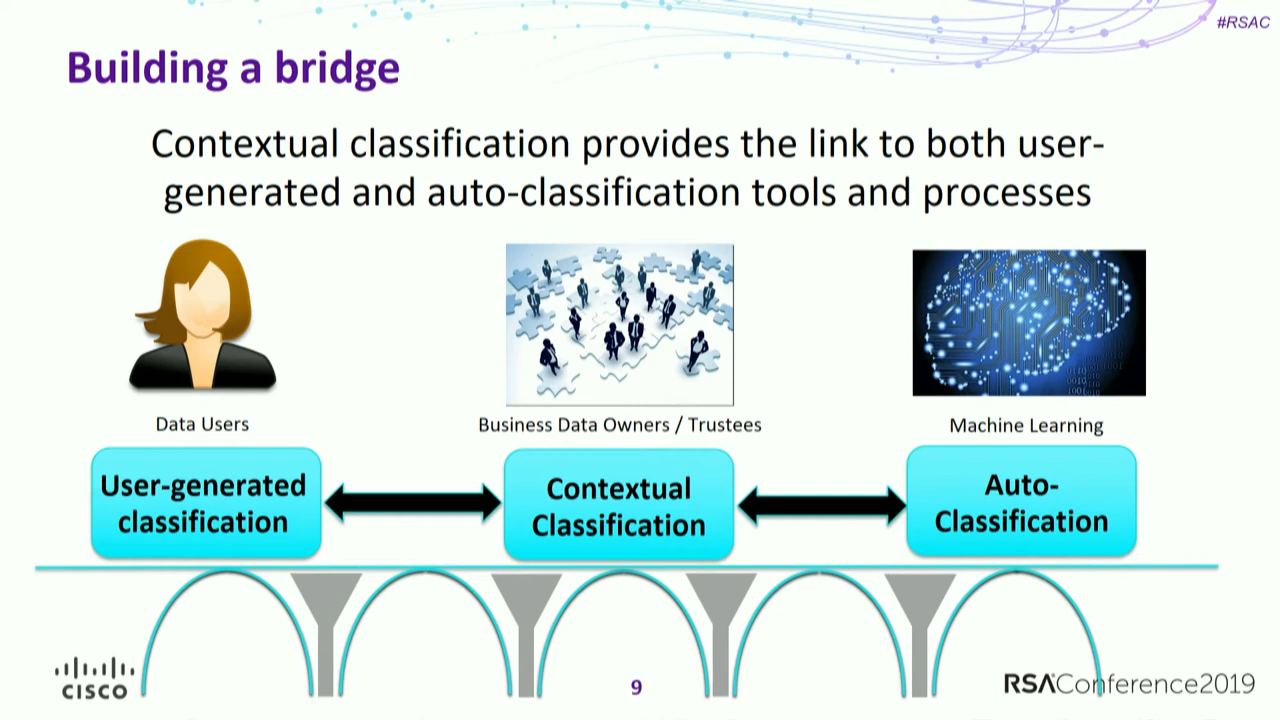 #RSAC
Building a bridge
Contextual classification provides the link to both user-
generated and auto-classification tools and processes
Data Users
Business Data Owners / Trustees
Machine Learning
User-generated
classification
Contextual
Classification
Auto-
Classification
CISCO
9
RSAConference2019